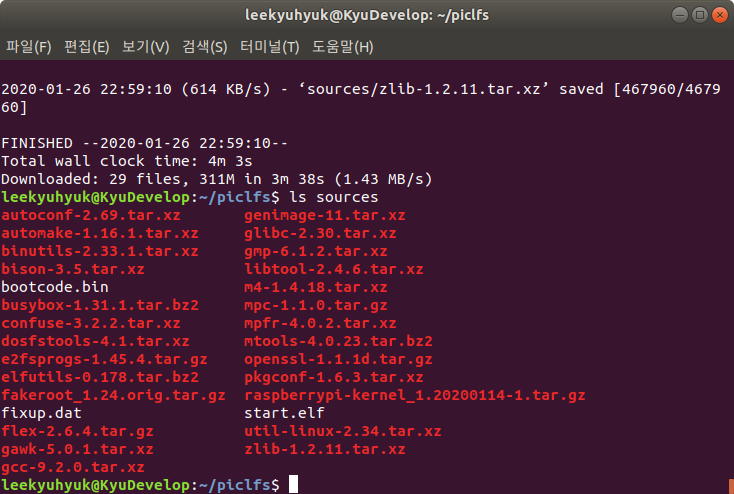 leekyuhyuk@KyuDevelop: ~/piclfs
파일(F) 편집(E) 보기(V) 검색(S) 터미널(T) 도움말(H)
2020-01-26 22:59:10 (614 KB/s) - ‘sources/zlib-1.2.11.tar.xz’ saved [467960/4679
60]
FINISHED --2020-01-26 22:59:10--
Total wall clock time: 4m 3s
Downloaded: 29 files, 311M in 3m 38s (1.43 MB/s)
leekyuhyuk@KyuDevelop:~/piclfs$ ls sources
autoconf-2.69.tar.xz genimage-11.tar.xz
automake-1.16.1.tar.xz glibc-2.30.tar.xz
binutils-2.33.1.tar.xz gmp-6.1.2.tar.xz
bison-3.5.tar.xz libtool-2.4.6.tar.xz
bootcode.bin m4-1.4.18.tar.xz
busybox-1.31.1.tar.bz2 mpc-1.1.0.tar.gz
confuse-3.2.2.tar.xz mpfr-4.0.2.tar.xz
dosfstools-4.1.tar.xz mtools-4.0.23.tar.bz2
e2fsprogs-1.45.4.tar.gz openssl-1.1.1d.tar.gz
elfutils-0.178.tar.bz2 pkgconf-1.6.3.tar.xz
fakeroot_1.24.orig.tar.gz raspberrypi-kernel_1.20200114-1.tar.gz
fixup.dat start.elf
flex-2.6.4.tar.gz util-linux-2.34.tar.xz
gawk-5.0.1.tar.xz zlib-1.2.11.tar.xz
gcc-9.2.0.tar.xz
leekyuhyuk@KyuDevelop:~/piclfs$